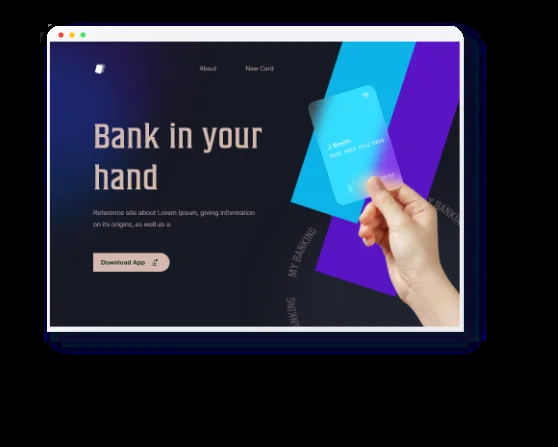 About
New Card
Bank in your
hand
Reference site about Lorem Ipsum, giving information
on its origins, as well as a
Download App
J Smith
MY BANKING
Y BANKING
NKING